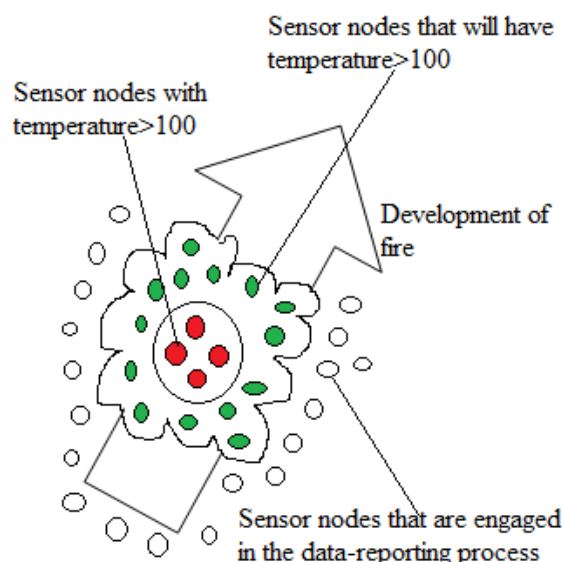 Sensor nodes that will have
temperature>100
Sensor nodes with
temperature>100
Development of
fire
Sensor nodes that are engaged
in the data-reporting process